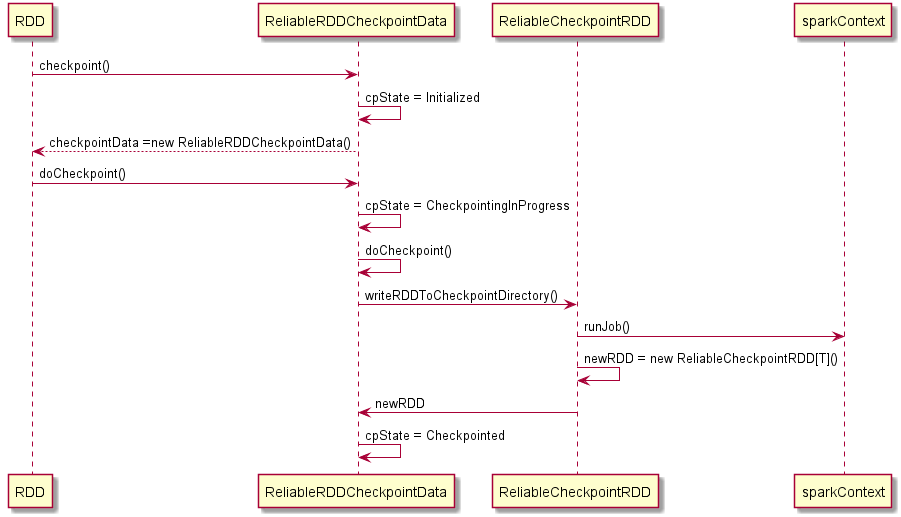 RDD
ReliableRDDCheckpointData
ReliableCheckpointRDD
sparkContext
checkpoint()
cpState = Initialized
checkpointData =new ReliableRDDCheckpointData()
doCheckpoint()
cpState = CheckpointingInProgress
doCheckpoint()
writeRDDToCheckpointDirectory()
runJob()
newRDD = new ReliableCheckpointRDD[T]()
newRDD
cpState = Checkpointed
RDD
ReliableRDDCheckpointData
ReliableCheckpointRDD
sparkContext